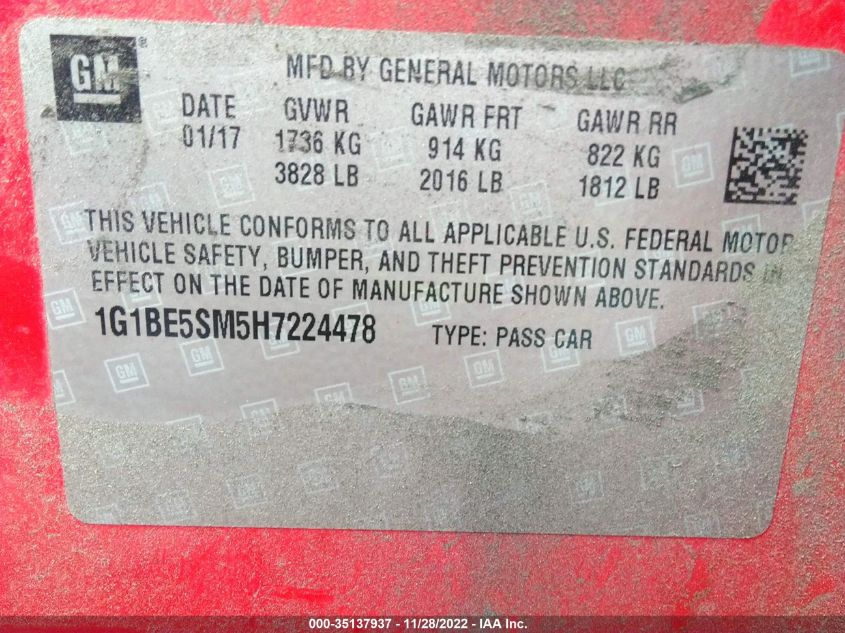 GM ®
MFD BY GENERAL MOTORS LLC
DATE GVWR GAWR FRT GAWR RR
01/17 1736 KG 914 KG 822 KG
3828 LB 2016 LB 1812 LB
THIS VEHICLE CONFORMS TO ALL APPLICABLE U.S. FEDERAL MOTOR
VEHICLE SAFETY, BUMPER, AND THEFT PREVENTION STANDARDS IN
EFFECT ON THE DATE OF MANUFACTURE SHOWN ABOVE.
1G1BE5SM5H7224478 TYPE: PASS CAR
000-35137937 - 11/28/2022 - IAA Inc.